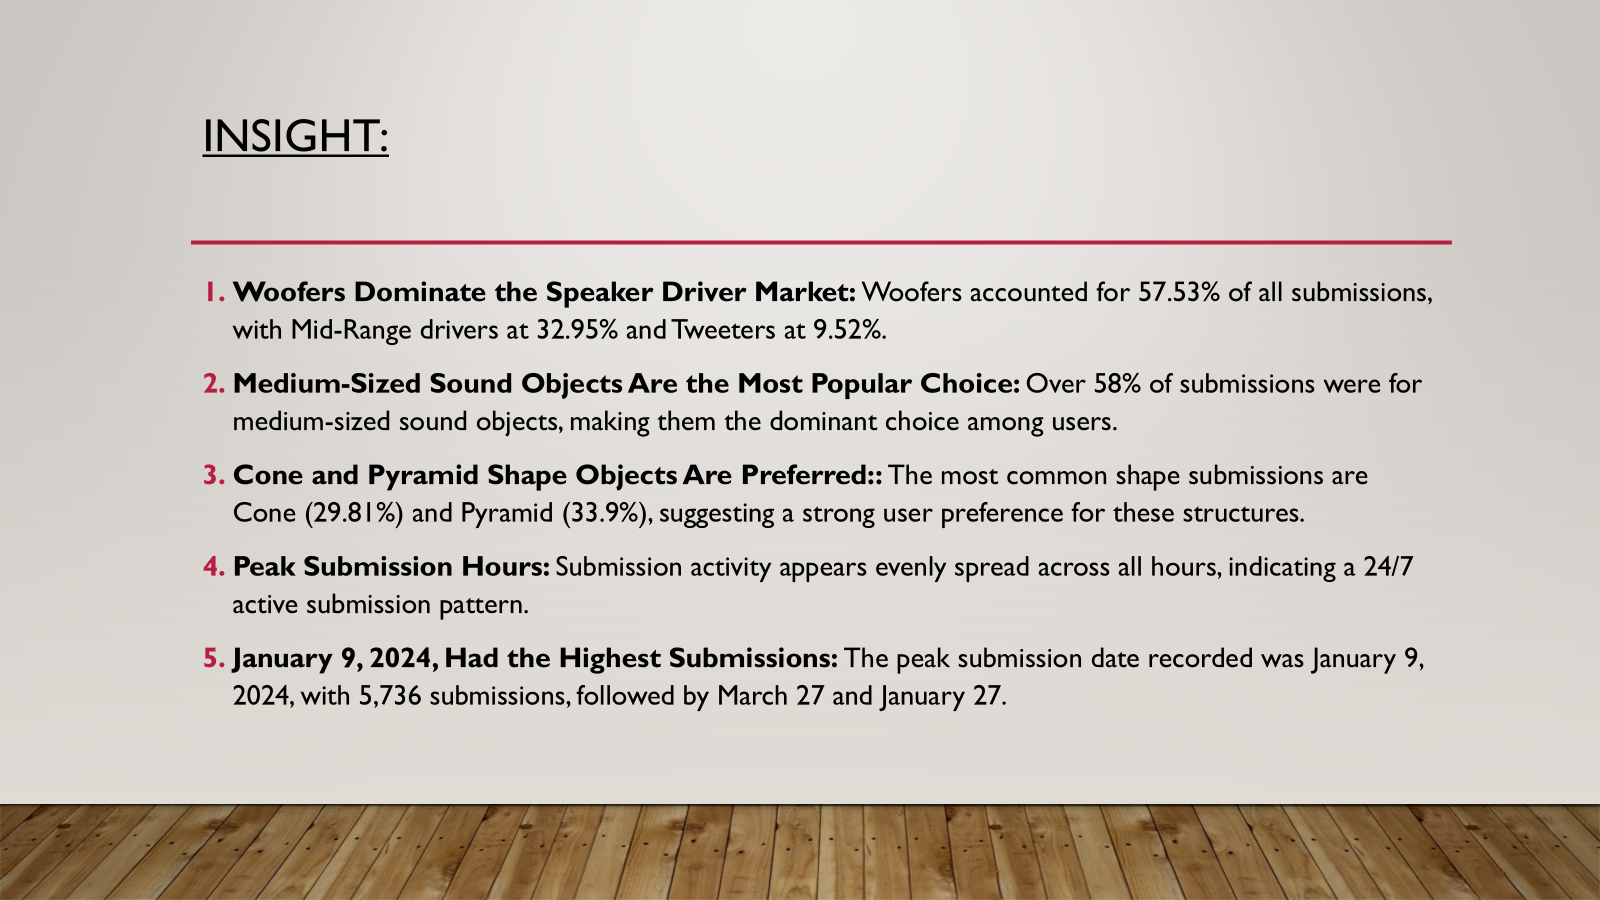 INSIGHT:
1. Woofers Dominate the Speaker Driver Market: Woofers accounted for 57.53% of all submissions,
with Mid-Range drivers at 32.95% and Tweeters at 9.52%.
2. Medium-Sized Sound Objects Are the Most Popular Choice: Over 58% of submissions were for
medium-sized sound objects, making them the dominant choice among users.
3. Cone and Pyramid Shape Objects Are Preferred:: The most common shape submissions are
Cone (29.81%) and Pyramid (33.9%), suggesting a strong user preference for these structures.
4. Peak Submission Hours: Submission activity appears evenly spread across all hours, indicating a 24/7
active submission pattern.
5. January 9, 2024, Had the Highest Submissions: The peak submission date recorded was January 9,
2024, with 5,736 submissions, followed by March 27 and January 27.